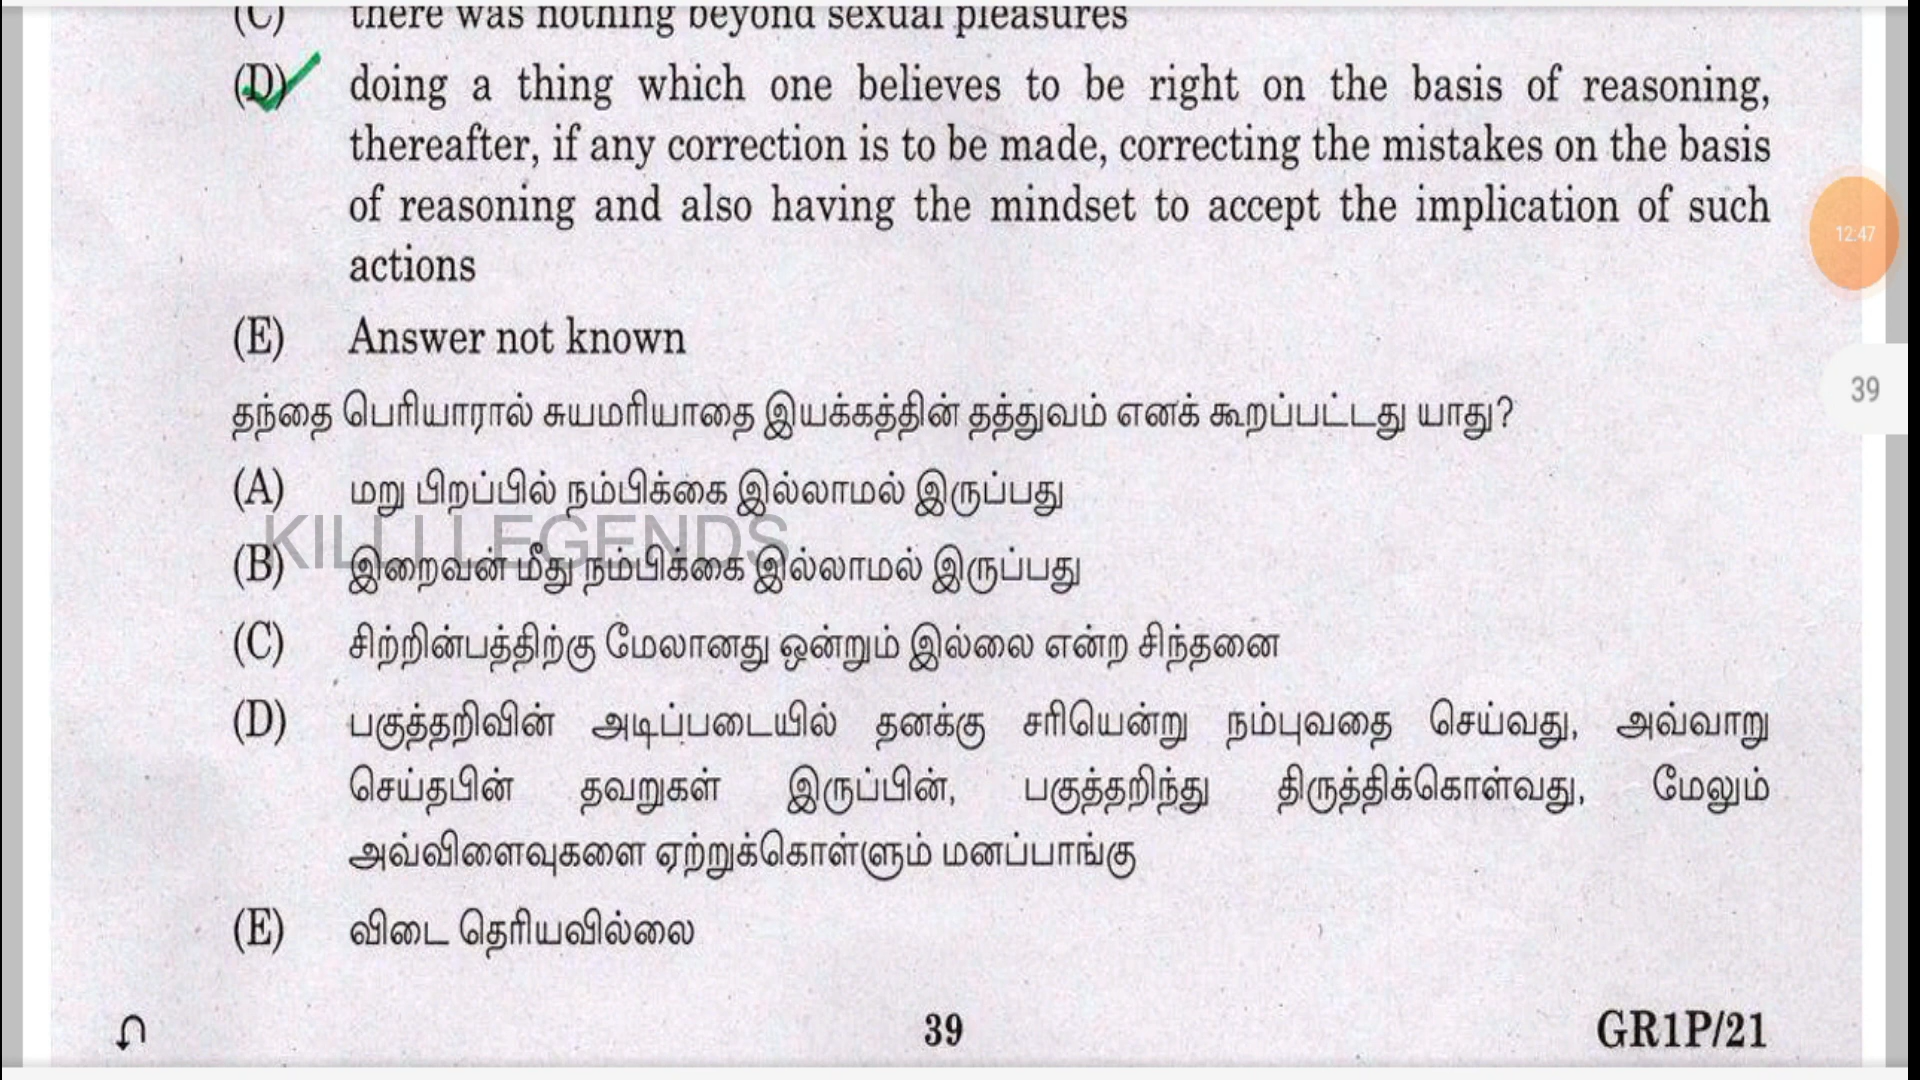 (C) there was nothing beyond sexual pleasures
(D) doing a thing which one believes to be right on the basis of reasoning,
thereafter, if any correction is to be made, correcting the mistakes on the basis
of reasoning and also having the mindset to accept the implication of such
actions
12:47
(E) Answer not known
39
தந்தை பெரியாரால் சுயமரியாதை இயக்கத்தின் தத்துவம் எனக் கூறப்பட்டது யாது?
(A) மறு பிறப்பில் நம்பிக்கை இல்லாமல் இருப்பது
KILLI LEGENDS
(B) இறைவன் மீது நம்பிக்கை இல்லாமல் இருப்பது
(C) சிற்றின்பத்திற்கு மேலானது ஒன்றும் இல்லை என்ற சிந்தனை
(D) பகுத்தறிவின் அடிப்படையில் தனக்கு சரியென்று நம்புவதை செய்வது, அவ்வாறு
செய்தபின் தவறுகள் இருப்பின், பகுத்தறிந்து திருத்திக்கொள்வது, மேலும்
அவ்விளைவுகளை ஏற்றுக்கொள்ளும் மனப்பாங்கு
(E) விடை தெரியவில்லை
39
GR1P/21